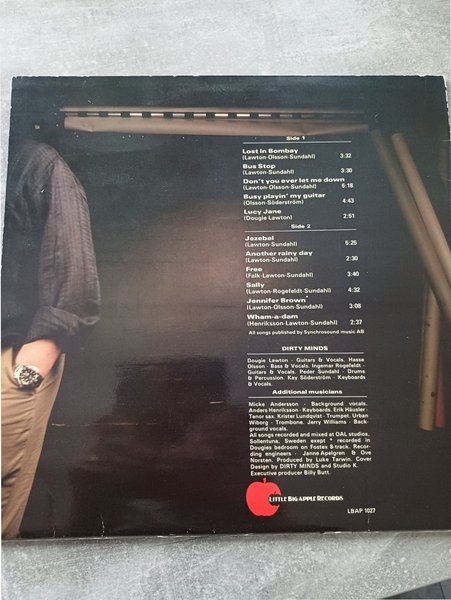 Side 1
Lost in Bombay
(Lawton-Olsson-Sundahl) 3:32
Bus Stop
(Lawton-Sundahl) 3:30
Don't you ever let me down
(Lawton-Olsson-Sundahl) 6:18
Busy playin' my guitar
(Olsson-Söderström) 4:43
Lucy Jane
(Dougie Lawton) 2:51
Side 2
Jezebel
(Lawton-Sundahl) 5:25
Another rainy day
(Lawton-Sundahl) 2:30
Free
(Falk-Lawton-Sundahl) 3:40
Sally
(Lawton-Rogefeldt-Sundahl) 4:32
Jennifer Brown*
(Lawton-Olsson-Sundahl) 3:08
Wham-a-dam
(Henriksson-Lawton-Sundahl) 2:37
All songs published by Synchrosound music AB
DIRTY MINDS
Dougie Lawton - Guitars & Vocals. Hasse
Olsson - Bass & Vocals. Ingemar Rogefeldt -
Guitars & Vocals. Peder Sundahl - Drums
& Percussion. Kay Söderström - Keyboards
& Vocals.
Additional musicians
Micke Andersson - Background vocals.
Anders Henriksson - Keyboards. Erik Häusler -
Tenor sax. Krister Lundqvist - Trumpet. Urban
Wiborg - Trombone. Jerry Williams - Back-
ground vocals.
All songs recorded and mixed at OAL studios,
Sollentuna, Sweden exept * recorded in
Dougies bedroom on Fostex 8-track. Recor-
ding engineers - Janne Apelgren & Ove
Norsten. Produced by Luke Tarwin. Cover
Design by DIRTY MINDS and Studio K.
Executive producer Billy Butt.
LITTLE BIG APPLE RECORDS
LBAP 1027